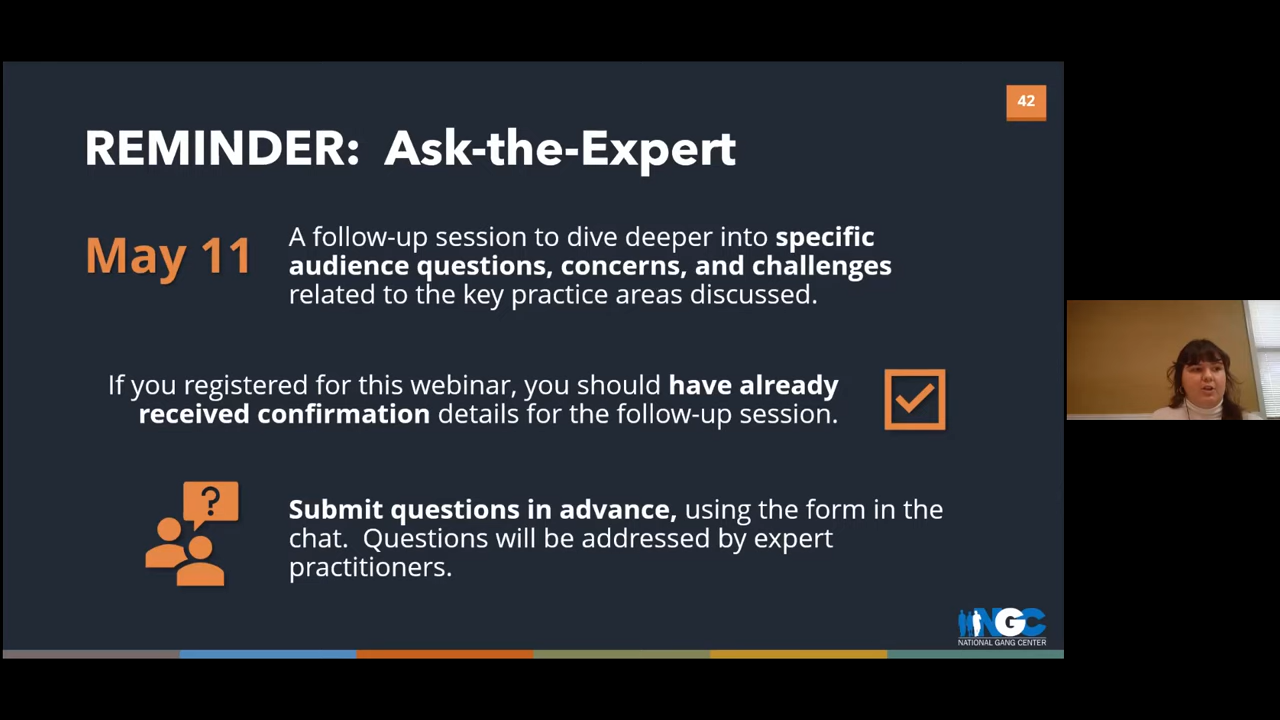 42
REMINDER: Ask-the-Expert
May 11
A follow-up session to dive deeper into specific
audience questions, concerns, and challenges
related to the key practice areas discussed.
If you registered for this webinar, you should have already
received confirmation details for the follow-up session.
?
Submit questions in advance, using the form in the
chat. Questions will be addressed by expert
practitioners.
NGC
NATIONAL GANG CENTER